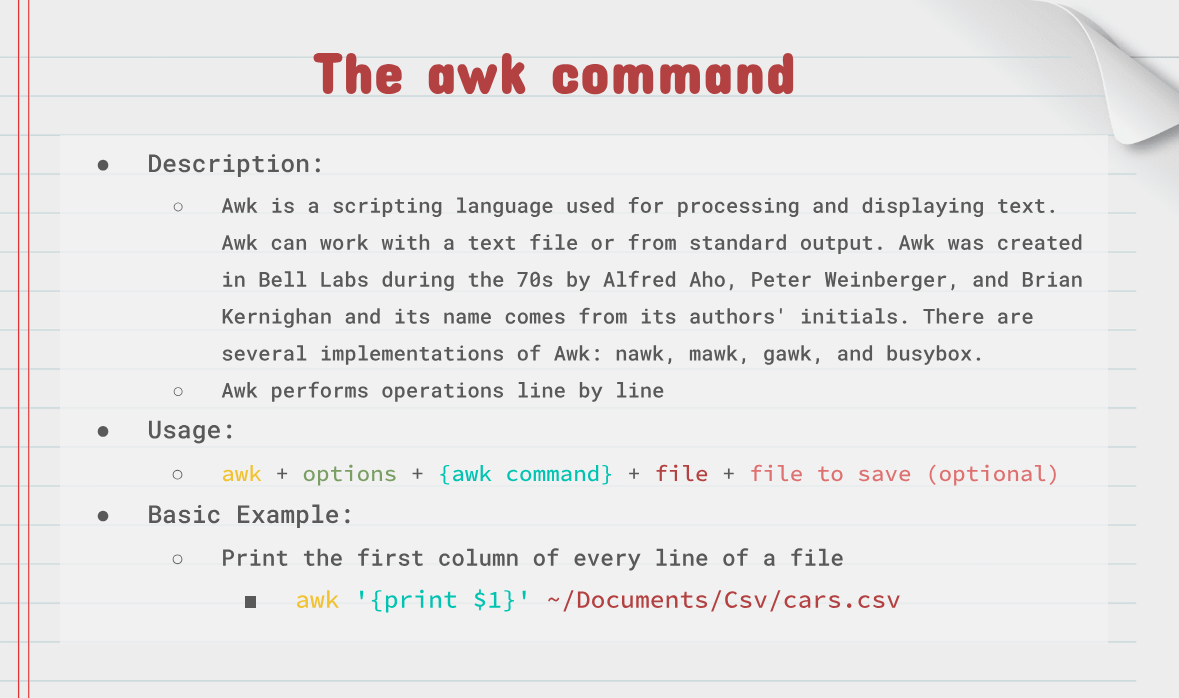 The awk command
● Description:
○ Awk is a scripting language used for processing and displaying text.
Awk can work with a text file or from standard output. Awk was created
in Bell Labs during the 70s by Alfred Aho, Peter Weinberger, and Brian
Kernighan and its name comes from its authors' initials. There are
several implementations of Awk: nawk, mawk, gawk, and busybox.
○ Awk performs operations line by line
● Usage:
○ awk + options + {awk command} + file + file to save (optional)
● Basic Example:
○ Print the first column of every line of a file
■ awk '{print $1}' ~/Documents/Csv/cars.csv